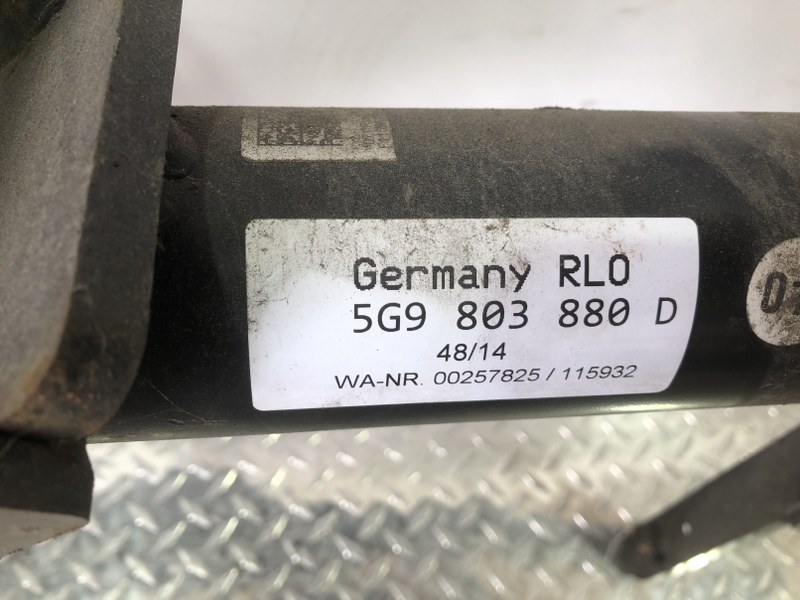 Germany RLO
5G9 803 880 D
48/14
WA-NR. 00257825 / 115932